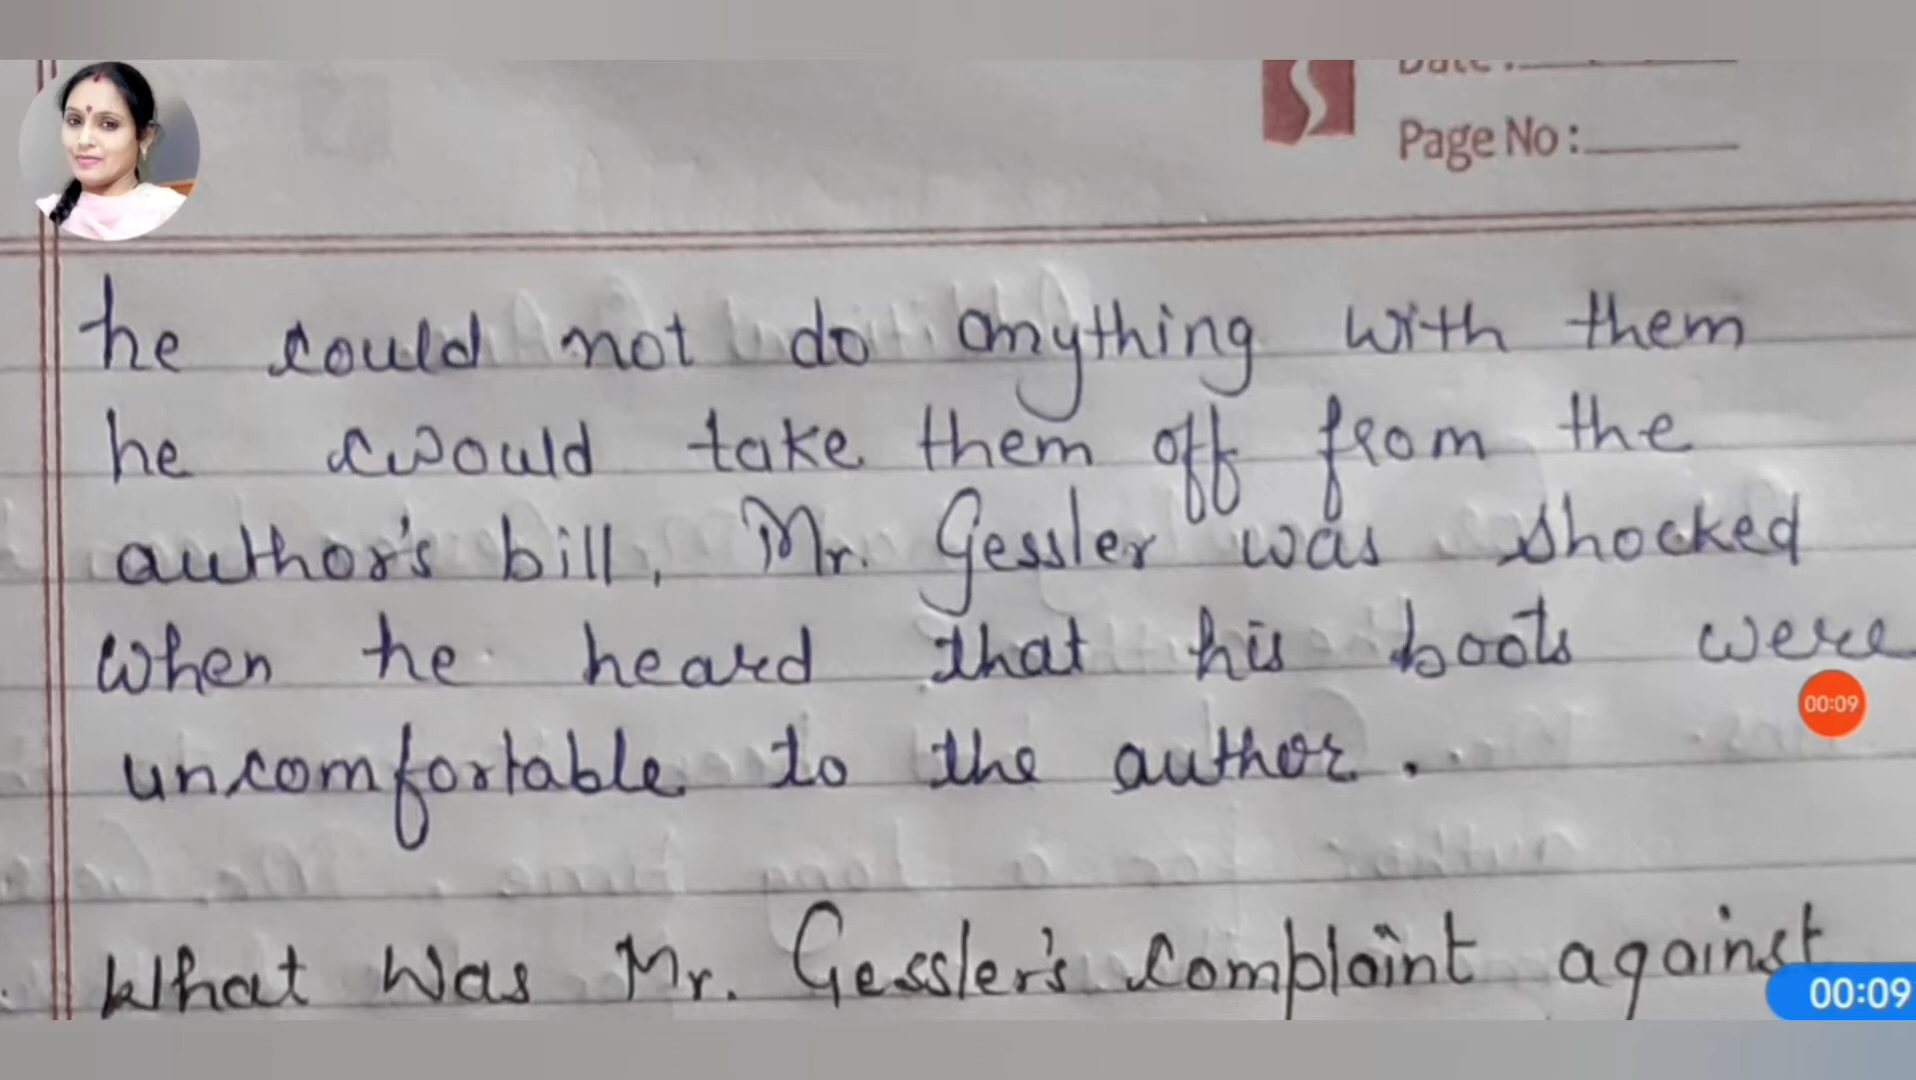 Date :
Page No :
he could not do anything with them
he would take them off from the
author's bill, Mr. Gessler was shocked
when he heard that his boots were
00:09
uncomfortable to the author.
What was Mr. Gessler's complaint against
00:09